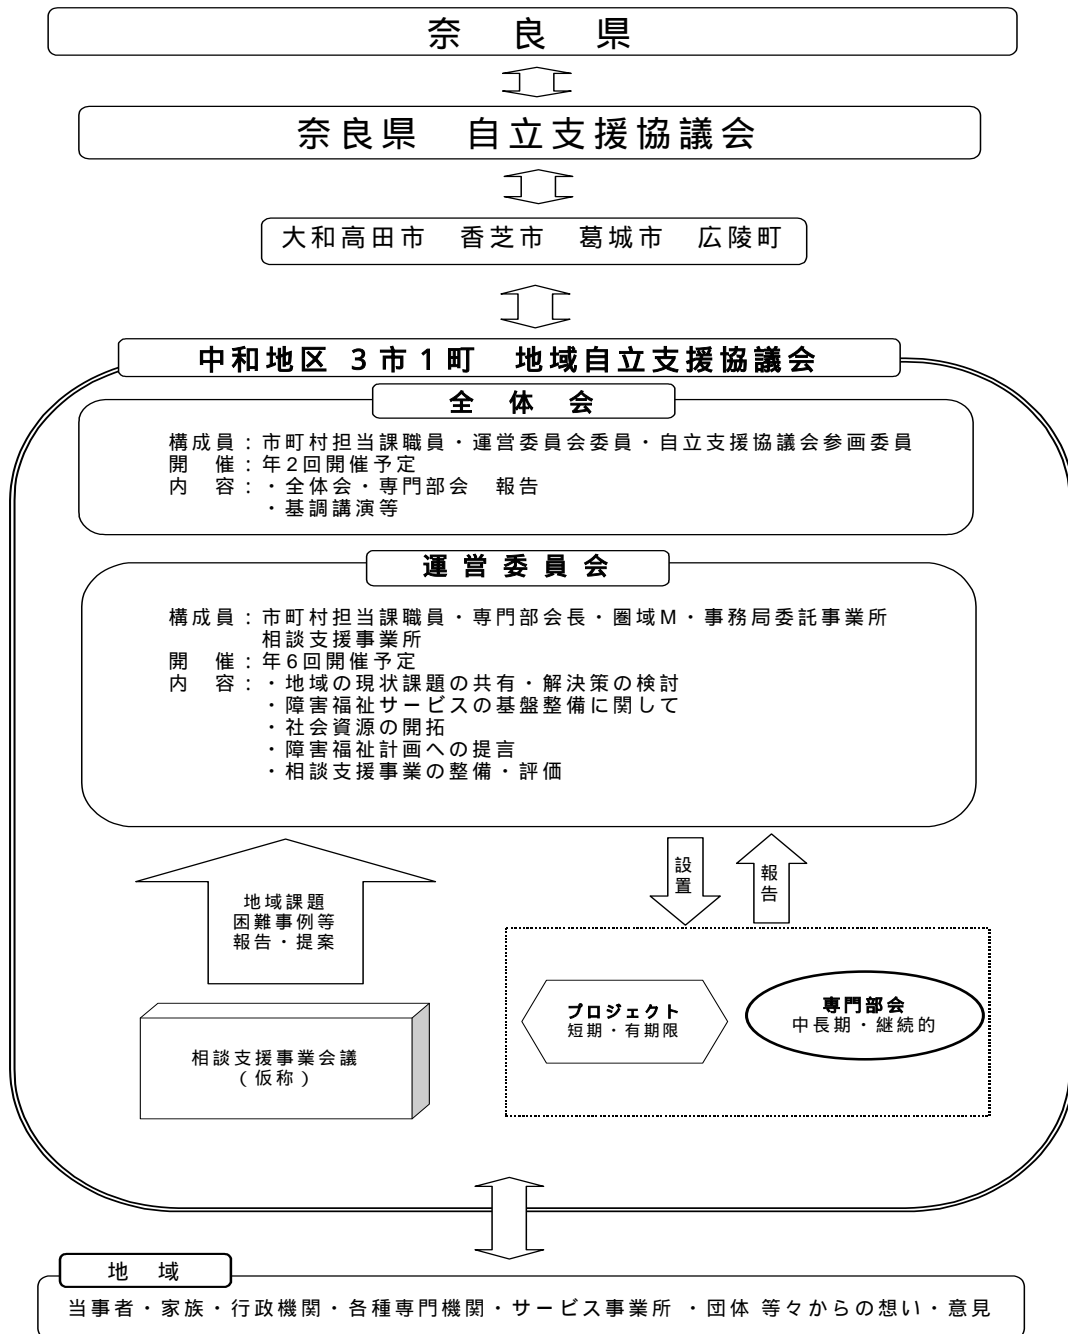 奈　良　県
奈良県　自立支援協議会
大和高田市　香芝市　葛城市　広陵町
中和地区 ３市１町　地域自立支援協議会
全　体　会
構成員：市町村担当課職員・運営委員会委員・自立支援協議会参画委員
開　催：年2回開催予定
内　容：・全体会・専門部会　報告
・基調講演等
運営委員会
構成員：市町村担当課職員・専門部会長・圏域M・事務局委託事業所
相談支援事業所
開　催：年6回開催予定
内　容：・地域の現状課題の共有・解決策の検討
・障害福祉サービスの基盤整備に関して
・社会資源の開拓
・障害福祉計画への提言
・相談支援事業の整備・評価
設置
報告
地域課題
困難事例等
報告・提案
プロジェクト
短期・有期限
専門部会
中長期・継続的
相談支援事業会議
（仮称）
地　域
当事者・家族・行政機関・各種専門機関・サービス事業所 ・団体 等々からの想い・意見